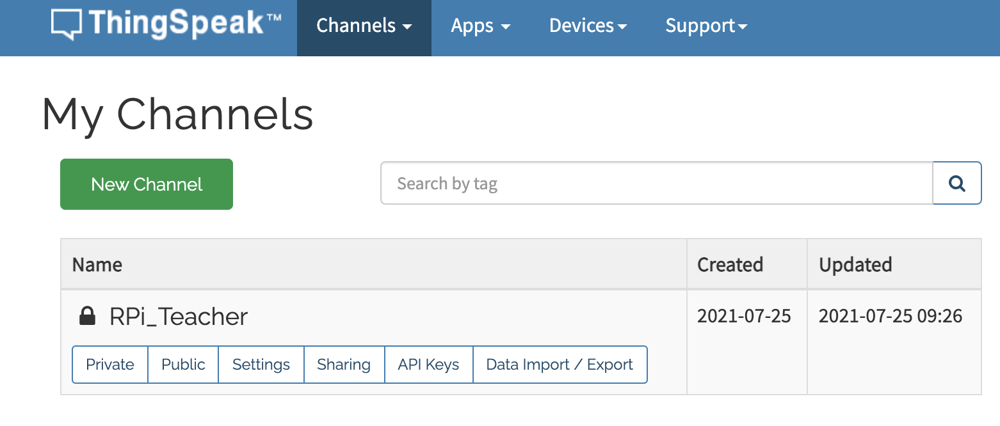 ThingSpeak™ Channels Apps Devices Support
My Channels
New Channel Search by tag
Name Created Updated
RPi_Teacher 2021-07-25 2021-07-25 09:26
Private Public Settings Sharing API Keys Data Import / Export